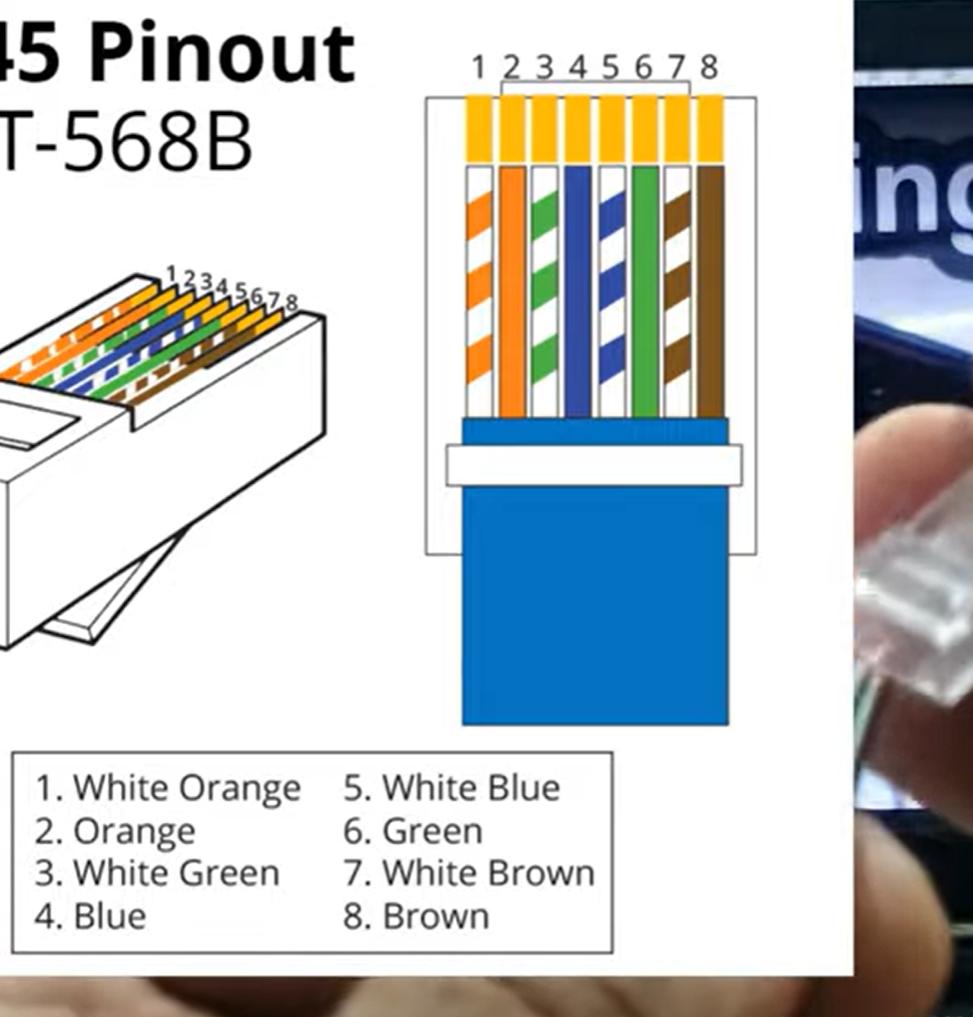 45 Pinout
T-568B
1 2 3 4 5 6 7 8
1 2 3 4 5 6 7 8
ing
1. White Orange
2. Orange
3. White Green
4. Blue
5. White Blue
6. Green
7. White Brown
8. Brown